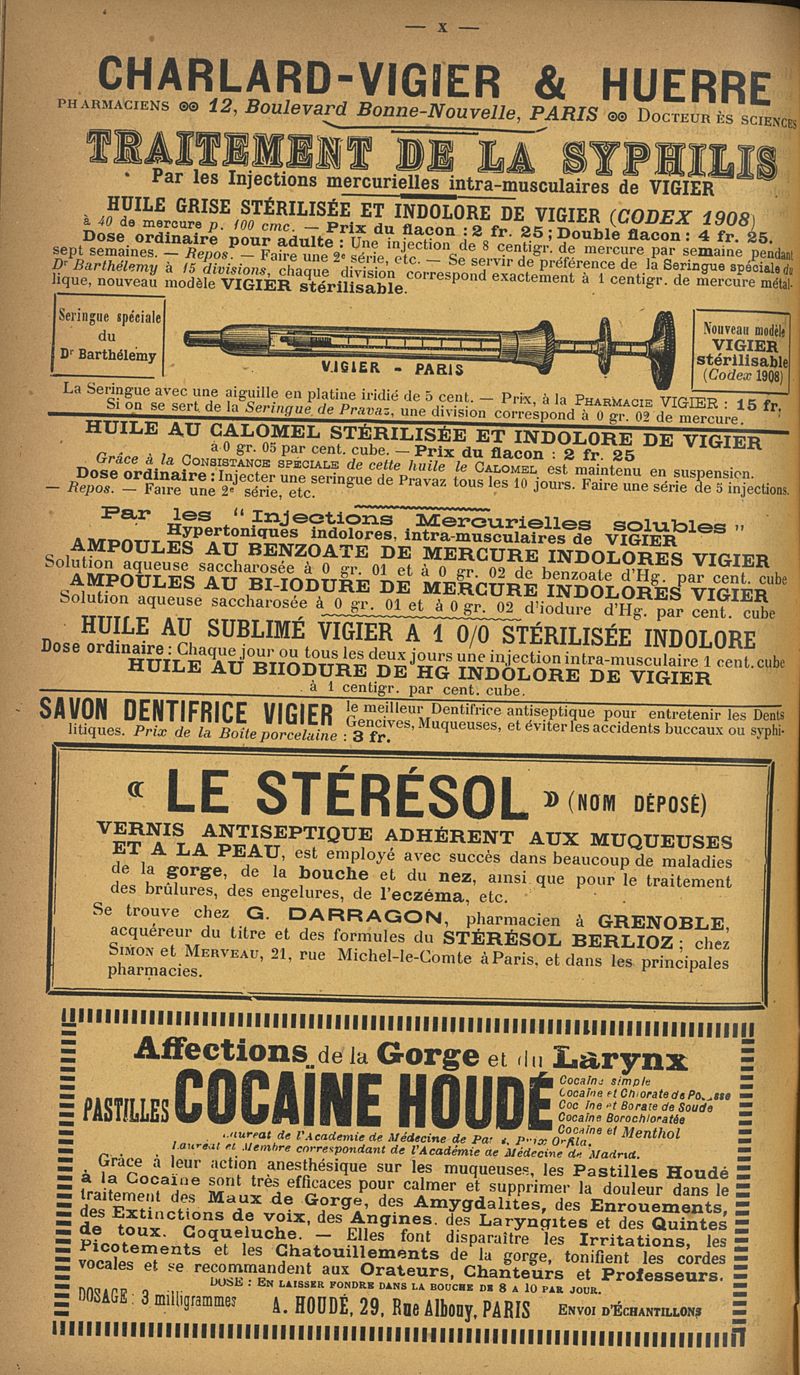 — X —
CHARLARD-VIGIER & HUERRE
PHARMACIENS 12, Boulevard Bonne-Nouvelle, PARIS DOCTEUR ÈS SCIENCES
TRAITEMENT DE LA SYPHILIS
Par les Injections mercurielles intra-musculaires de VIGIER
HUILE GRISE STÉRILISÉE ET INDOLORE DE VIGIER (CODEX 1908)
à 40 de mercure p. 100 cmc. — Prix du flacon : 2 fr. 25 ; Double flacon : 4 fr. 25.
Dose ordinaire pour adulte : Une injection de 8 centigr. de mercure par semaine pendant
sept semaines. — Repos. — Faire une 2e série, etc. — Se servir de préférence de la Seringue spéciale du
Dr Barthélemy à 15 divisions, chaque division correspond exactement à 1 centigr. de mercure métal-
lique, nouveau modèle VIGIER stérilisable.
Seringue spéciale
du
Dr Barthélemy
VIGIER - PARIS
Nouveau modèle
VIGIER
stérilisable
(Codex 1908)
La Seringue avec une aiguille en platine iridié de 5 cent. — Prix, à la PHARMACIE VIGIER : 15 fr.
Si on se sert de la Seringue de Pravaz, une division correspond à 0 gr. 02 de mercure.
HUILE AU CALOMEL STÉRILISÉE ET INDOLORE DE VIGIER
à 0 gr. 05 par cent. cube. — Prix du flacon : 2 fr. 25
Grâce à la CONSISTANCE SPÉCIALE de cette huile le CALOMEL est maintenu en suspension.
Dose ordinaire : Injecter une seringue de Pravaz tous les 10 jours. Faire une série de 5 injections.
— Repos. — Faire une 2e série, etc.
Par les "Injections Mercurielles solubles"
Hypertoniques indolores, intra-musculaires de VIGIER
AMPOULES AU BENZOATE DE MERCURE INDOLORES VIGIER
Solution aqueuse saccharosée à 0 gr. 01 et à 0 gr. 02 de benzoate d'Hg. par cent. cube
AMPOULES AU BI-IODURE DE MERCURE INDOLORES VIGIER
Solution aqueuse saccharosée à 0 gr. 01 et à 0 gr. 02 d'iodure d'Hg. par cent. cube
HUILE AU SUBLIMÉ VIGIER A 1 0/0 STÉRILISÉE INDOLORE
Dose ordinaire : Chaque jour ou tous les deux jours une injection intra-musculaire 1 cent. cube
HUILE AU BIIODURE DE HG INDOLORE DE VIGIER
à 1 centigr. par cent. cube.
SAVON DENTIFRICE VIGIER le meilleur Dentifrice antiseptique pour entretenir les Dents
Gencives, Muqueuses, et éviter les accidents buccaux ou syphi-
litiques. Prix de la Boîte porcelaine : 3 fr.
« LE STÉRÉSOL » (NOM DÉPOSÉ)
VERNIS ANTISEPTIQUE ADHÉRENT AUX MUQUEUSES
ET A LA PEAU, est employé avec succès dans beaucoup de maladies
de la gorge, de la bouche et du nez, ainsi que pour le traitement
des brûlures, des engelures, de l'eczéma, etc.
Se trouve chez G. DARRAGON, pharmacien à GRENOBLE,
acquéreur du titre et des formules du STÉRÉSOL BERLIOZ ; chez
SIMON et MERVEAU, 21, rue Michel-le-Comte à Paris, et dans les principales
pharmacies.
Affections de la Gorge et du Larynx
PASTILLES COCAÏNE HOUDÉ
Cocaïne simple
Cocaïne et Chlorate de Po
Coc ine et Borate de Soude
Cocaïne Borochloratée
Cocaïne et Menthol
Lauréat de l'Academie de Médecine de Pa Prix Orfila.
Lauréat et Membre correspondant de l'Académie de Médecine de Madrid.
Grâce à leur action anesthésique sur les muqueuses, les Pastilles Houdé
à la Cocaïne sont très efficaces pour calmer et supprimer la douleur dans le
traitement des Maux de Gorge, des Amygdalites, des Enrouements,
des Extinctions de voix, des Angines, des Laryngites et des Quintes
de toux, Coqueluche. — Elles font disparaître les Irritations, les
Picotements et les Chatouillements de la gorge, tonifient les cordes
vocales et se recommandent aux Orateurs, Chanteurs et Professeurs.
DOSE : EN LAISSER FONDRE DANS LA BOUCHE DE 8 A 10 PAR JOUR.
DOSAGE : 3 milligrammes A. HOUDÉ, 29, Rue Albouy, PARIS ENVOI D'ÉCHANTILLONS